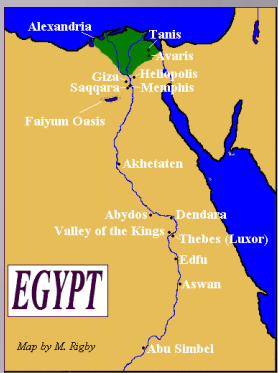 Alexandria
Tanis
Avaris
Giza
Heliopolis
Saqqara
Memphis
Faiyum Oasis
Akhetaten
Abydos
Dendara
Valley of the Kings
Thebes (Luxor)
Edfu
Aswan
EGYPT
Map by M. Rigby
Abu Simbel